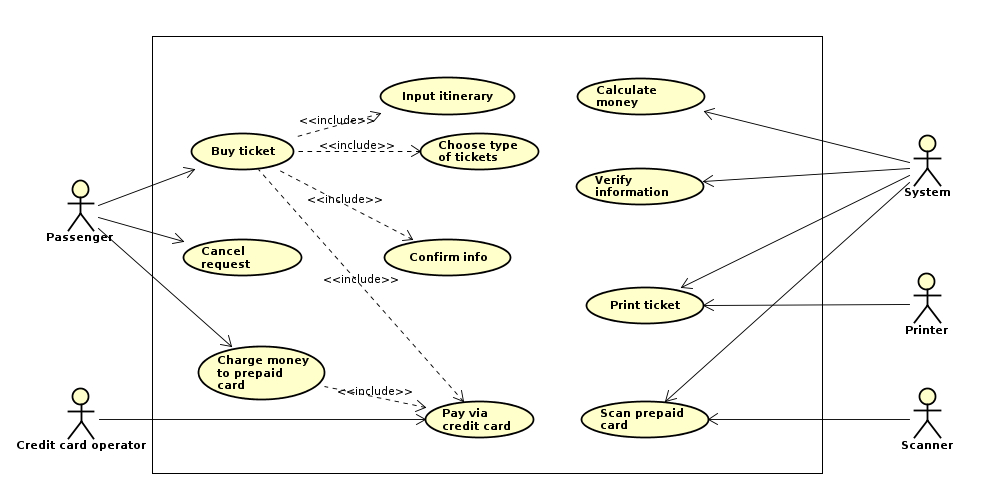 Input itinerary
Calculate
money
<<include>>
Buy ticket
<<include>>
Choose type
of tickets
Verify
information
System
<<include>>
Passenger
Cancel
request
Confirm info
<<include>>
Print ticket
Printer
Charge money
to prepaid
card
<<include>>
Pay via
credit card
Scan prepaid
card
Credit card operator
Scanner